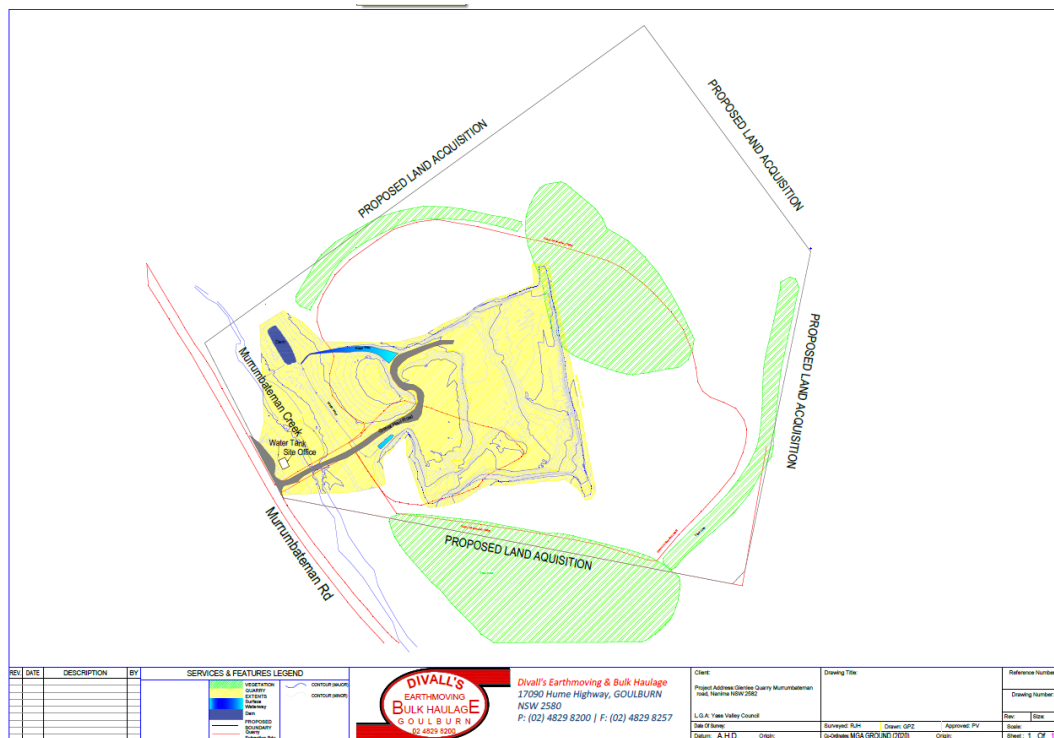 PROPOSED LAND ACQUISITION
PROPOSED LAND ACQUISITION
PROPOSED LAND ACQUISITION
PROPOSED LAND AQUISITION
Murrumbateman Creek
Water Tank
Site Office
Murrumbateman Rd
REV.
DATE
DESCRIPTION
BY
SERVICES & FEATURES LEGEND
VEGETATION
QUARRY
EXTENTS
Surface
Waterway
Dam
PROPOSED
BOUNDARY
Quarry
CONTOUR (MAJOR)
CONTOUR (MINOR)
DIVALL'S
EARTHMOVING
BULK HAULAGE
GOULBURN
02 4829 8200
Divall's Earthmoving & Bulk Haulage
17090 Hume Highway, GOULBURN
NSW 2580
P: (02) 4829 8200 | F: (02) 4829 8257
Client:
Project Address:Glenlee Quarry Murrumbateman
road, Nanima NSW 2582
L.G.A: Yass Valley Council
Date Of Survey:
Datum: A.H.D
Origin:
Drawing Title:
Surveyed: RJH
Drawn: GPZ
Approved: PV
Co-Ordinates: MGA GROUND (2020)
Origin:
Reference Number
Drawing Number:
Rev:
Size:
Scale:
Sheet: 1 Of